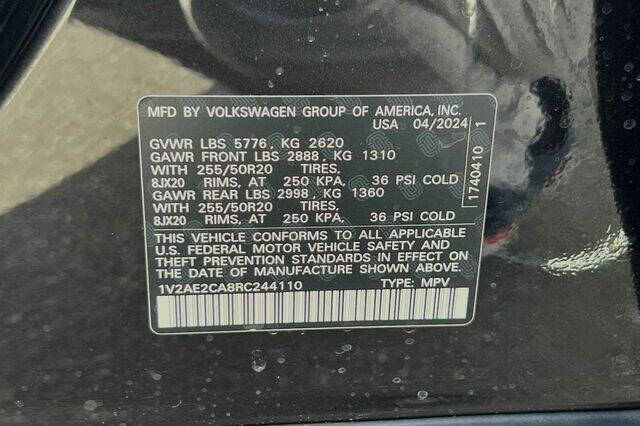 MFD BY VOLKSWAGEN GROUP OF AMERICA, INC.
USA 04/2024
GVWR LBS 5776, KG 2620
GAWR FRONT LBS 2888, KG 1310
WITH 255/50R20 TIRES,
8JX20 RIMS, AT 250 KPA, 36 PSI COLD
GAWR REAR LBS 2998, KG 1360
WITH 255/50R20 TIRES,
8JX20 RIMS, AT 250 KPA, 36 PSI COLD
THIS VEHICLE CONFORMS TO ALL APPLICABLE
U.S. FEDERAL MOTOR VEHICLE SAFETY AND
THEFT PREVENTION STANDARDS IN EFFECT ON
THE DATE OF MANUFACTURE SHOWN ABOVE.
1V2AE2CA8RC244110 TYPE: MPV
1740410 1